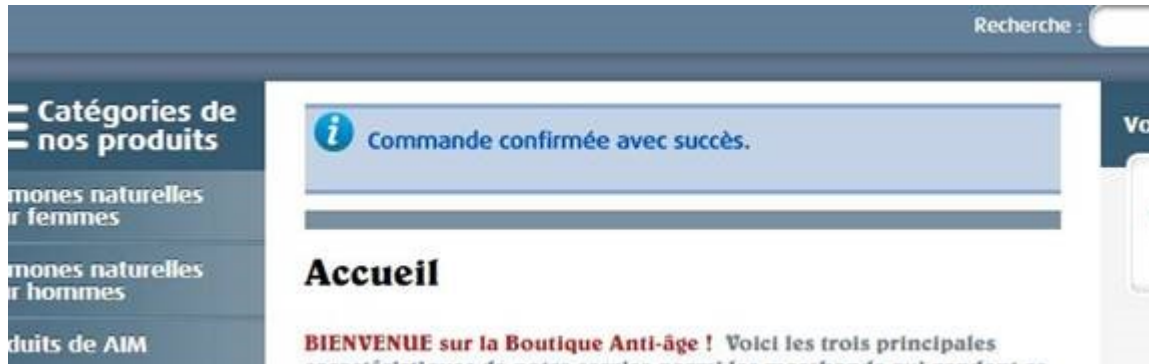 Recherche :
Catégories de
nos produits
Commande confirmée avec succès.
mones naturelles
r femmes
mones naturelles
r hommes
duits de AIM
Accueil
BIENVENUE sur la Boutique Anti-âge ! Voici les trois principales